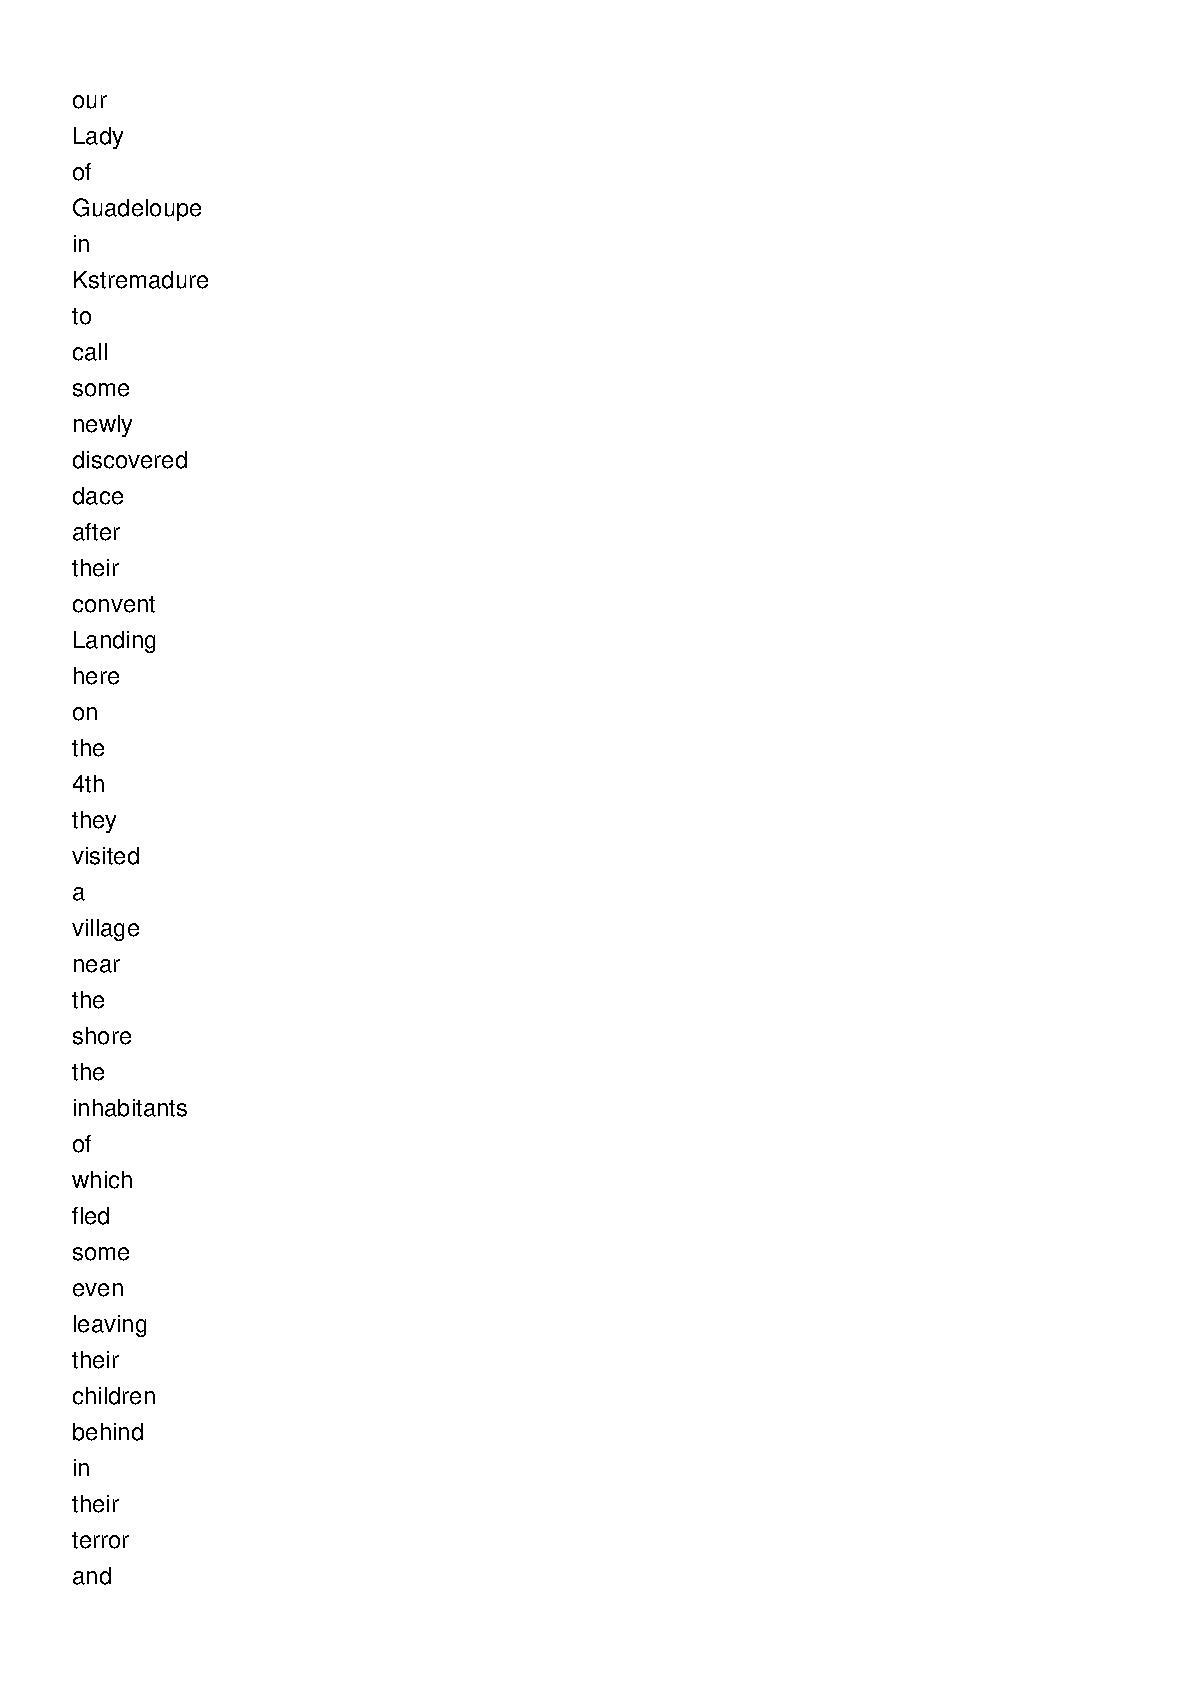 our
Lady
of
Guadeloupe
in
Kstremadure
to
call
some
newly
discovered
dace
after
their
convent
Landing
here
on
the
4th
they
visited
a
village
near
the
shore
the
inhabitants
of
which
fled
some
even
leaving
their
children
behind
in
their
terror
and